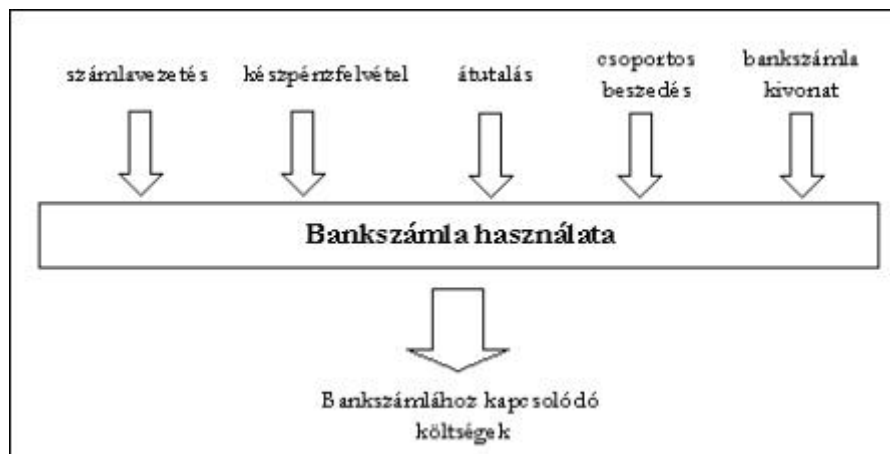 számlavezetés
készpénzfelvétel
átutalás
csoportos
beszedés
bankszámla
kivonat
Bankszámla használata
Bankszámlához kapcsolódó
költségek